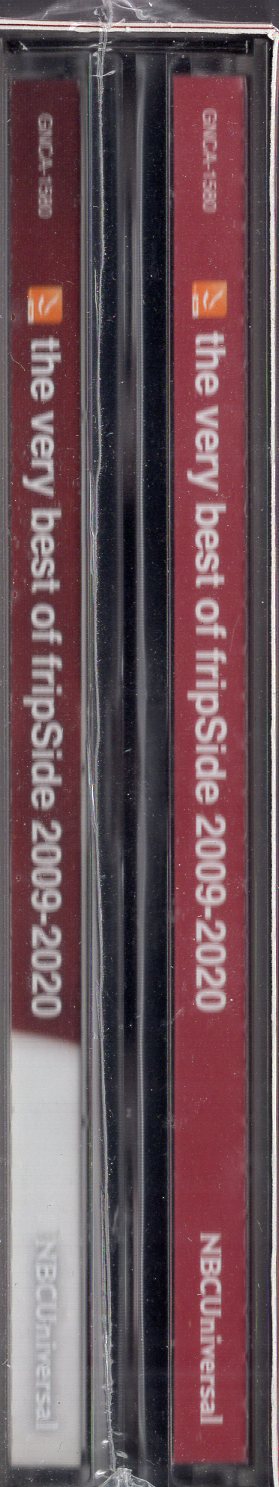 GNCA-1580
the very best of fripSide 2009-2020
NBCUniversal
GNCA-1580
the very best of fripSide 2009-2020
NBCUniversal